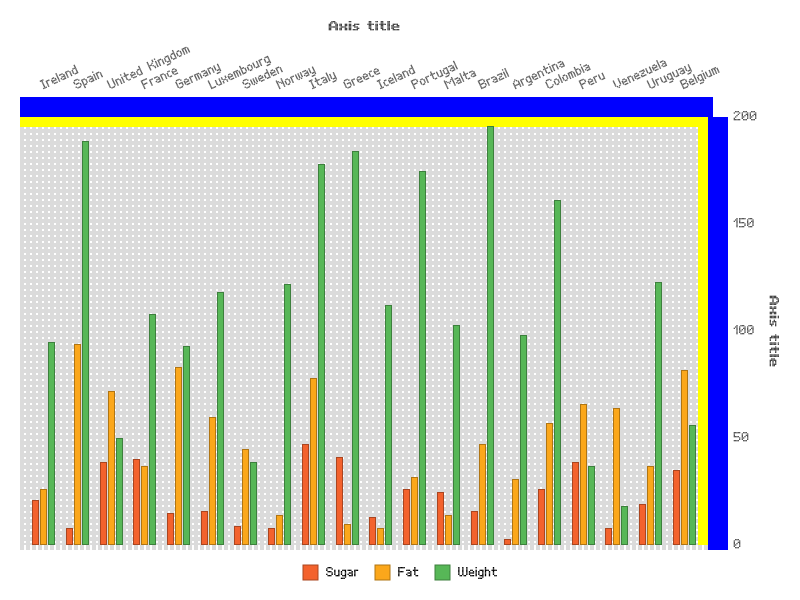 Axis title
Ireland
Spain
United Kingdom
France
Germany
Luxembourg
Sweden
Norway
Italy
Greece
Iceland
Portugal
Malta
Brazil
Argentina
Colombia
Peru
Venezuela
Uruguay
Belgium
200
150
100
50
0
Axis title
Sugar Fat Weight